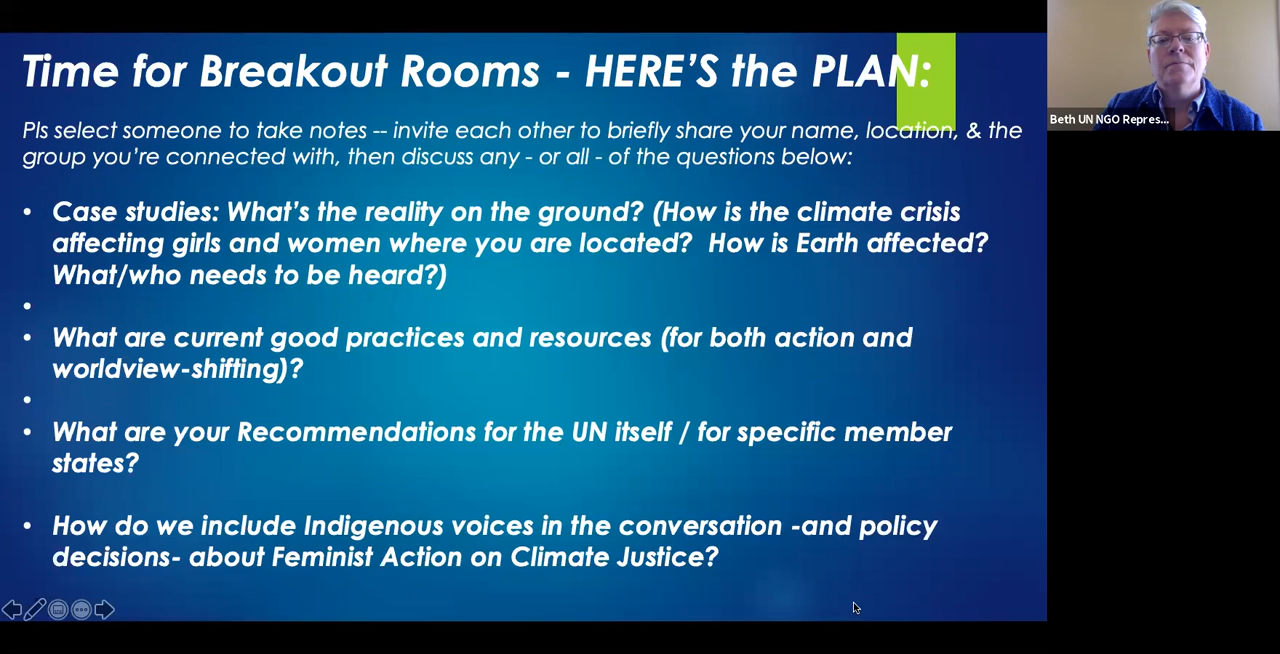 Time for Breakout Rooms - HERE'S the PLAN:
Pls select someone to take notes -- invite each other to briefly share your name, location, & the
group you're connected with, then discuss any - or all - of the questions below:
• Case studies: What's the reality on the ground? (How is the climate crisis
affecting girls and women where you are located?  How is Earth affected?
What/who needs to be heard?)
•
• What are current good practices and resources (for both action and
worldview-shifting)?
•
• What are your Recommendations for the UN itself / for specific member
states?
• How do we include Indigenous voices in the conversation -and policy
decisions- about Feminist Action on Climate Justice?
Beth UN NGO Repres...